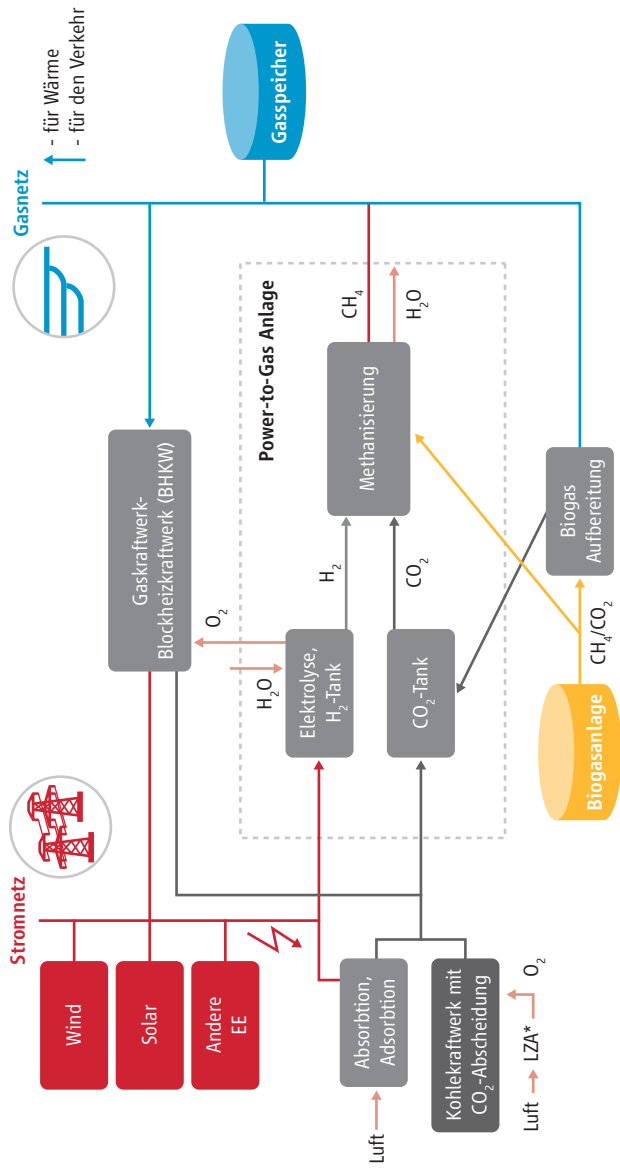 Stromnetz
Wind
Solar
Andere
EE
Gasnetz
- für Wärme
- für den Verkehr
Gaskraftwerk-
Blockheizkraftwerk (BHKW)
Gasspeicher
Power-to-Gas Anlage
H₂O
O₂
Elektrolyse,
H₂-Tank
H₂
Methanisierung
CH₄
H₂O
CO₂-Tank
CO₂
Luft
Absorbtion,
Adsorbtion
Kohlekraftwerk mit
CO₂-Abscheidung
Luft
LZA*
O₂
Biogasanlage
CH₄/CO₂
Biogas
Aufbereitung